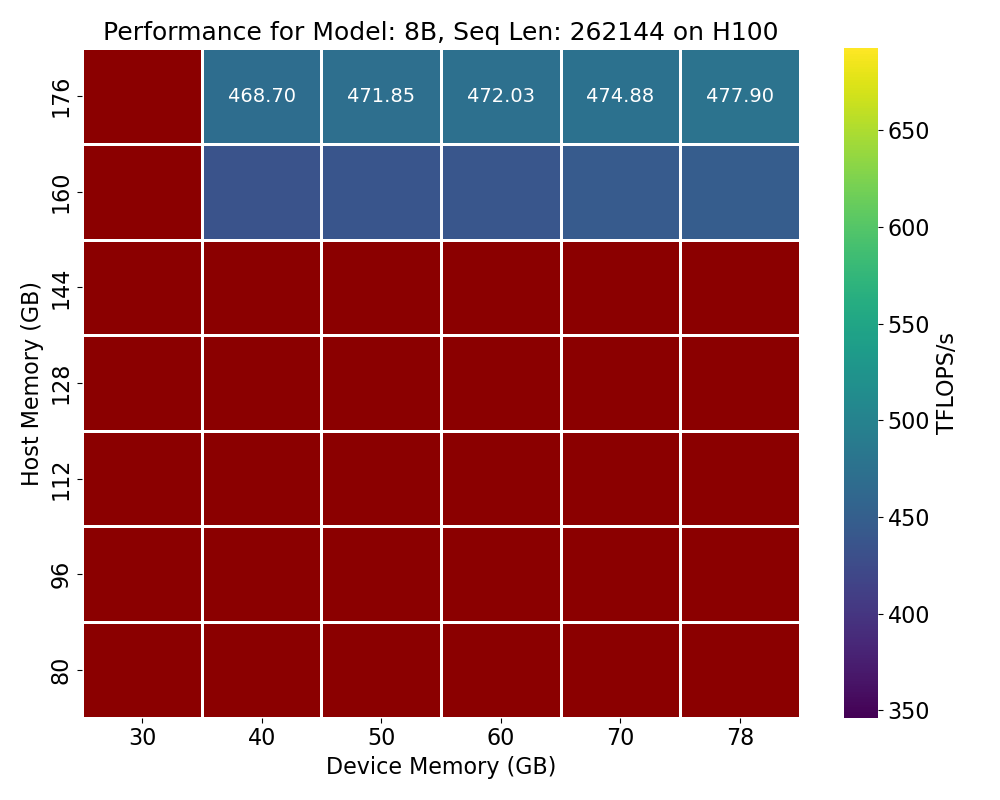 Performance for Model: 8B, Seq Len: 262144 on H100
176
468.70 471.85 472.03 474.88 477.90
160
144
128
112
96
80
Host Memory (GB)
30 40 50 60 70 78
Device Memory (GB)
650
600
550
500
450
400
350
TFLOPS/s